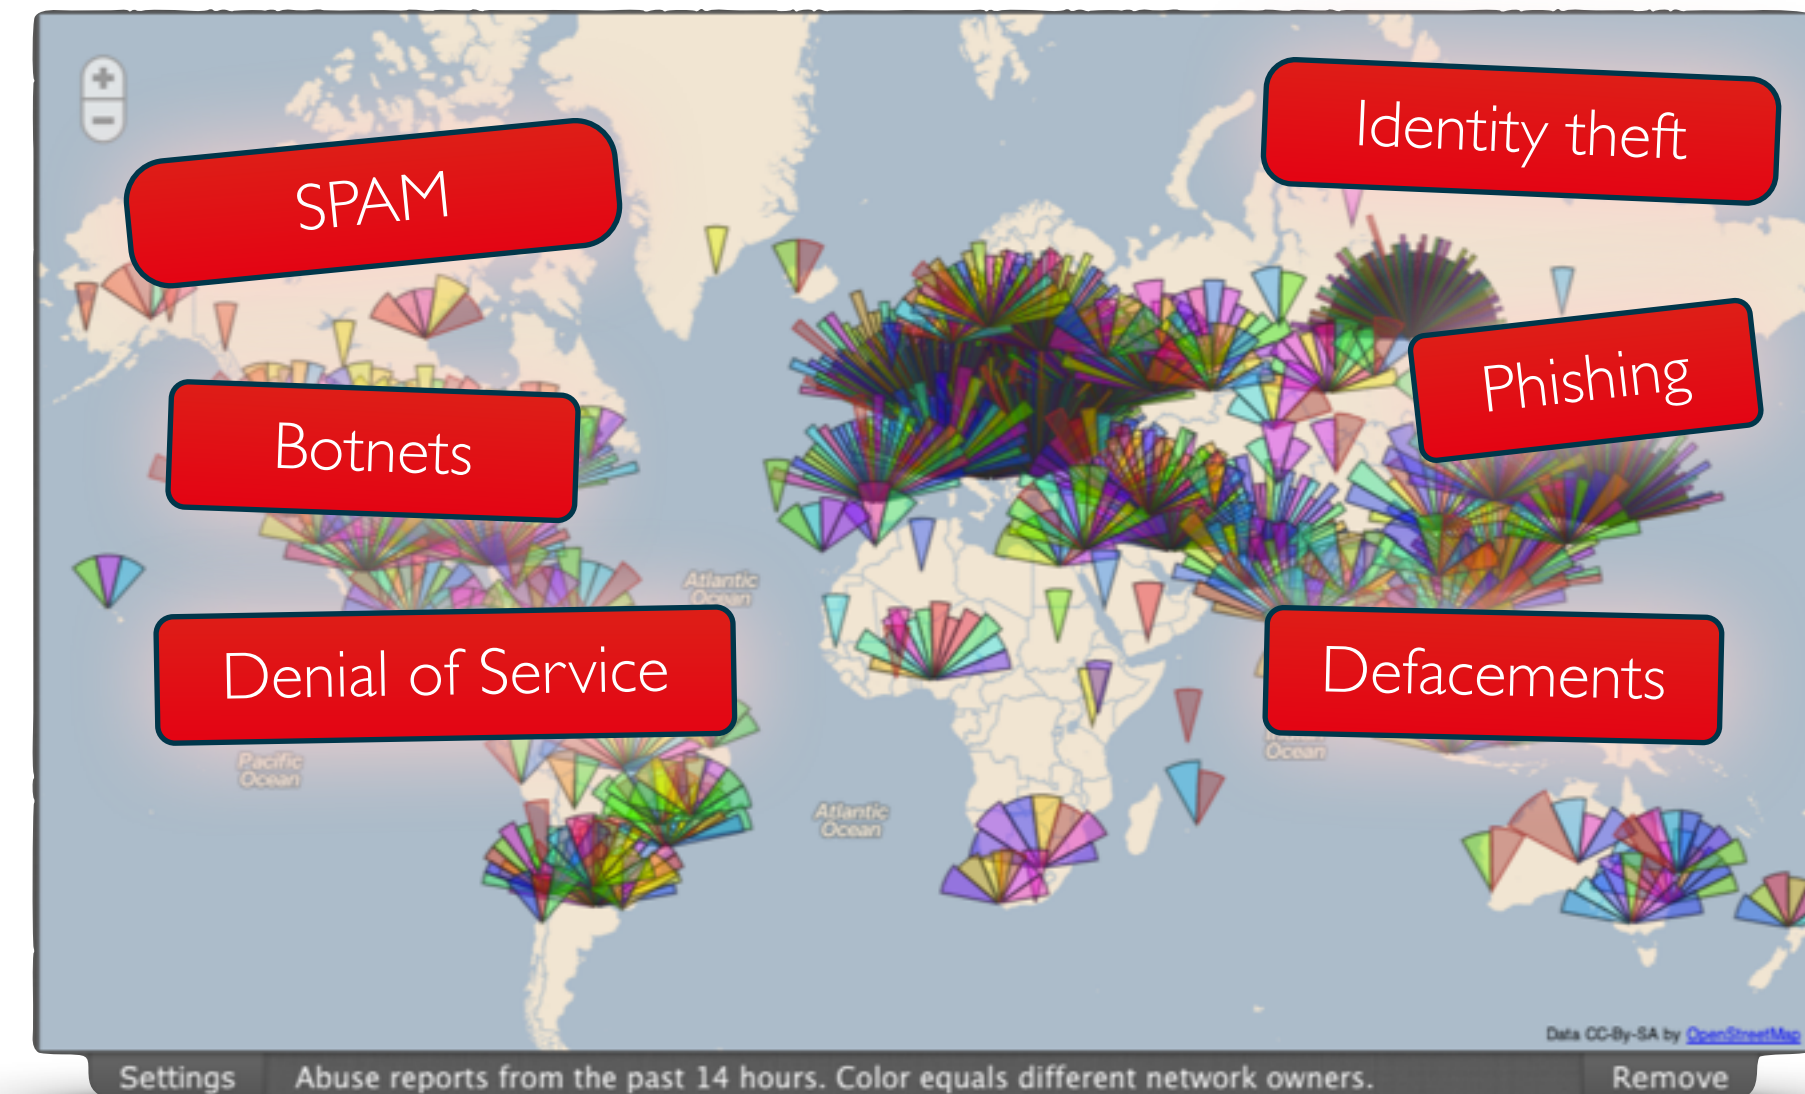 +
−
SPAM
Identity theft
Botnets
Phishing
Atlantic
Ocean
Denial of Service
Defacements
Pacific
Ocean
Ocean
Atlantic
Ocean
Data CC-By-SA by OpenStreetMap
Settings
Abuse reports from the past 14 hours. Color equals different network owners.
Remove